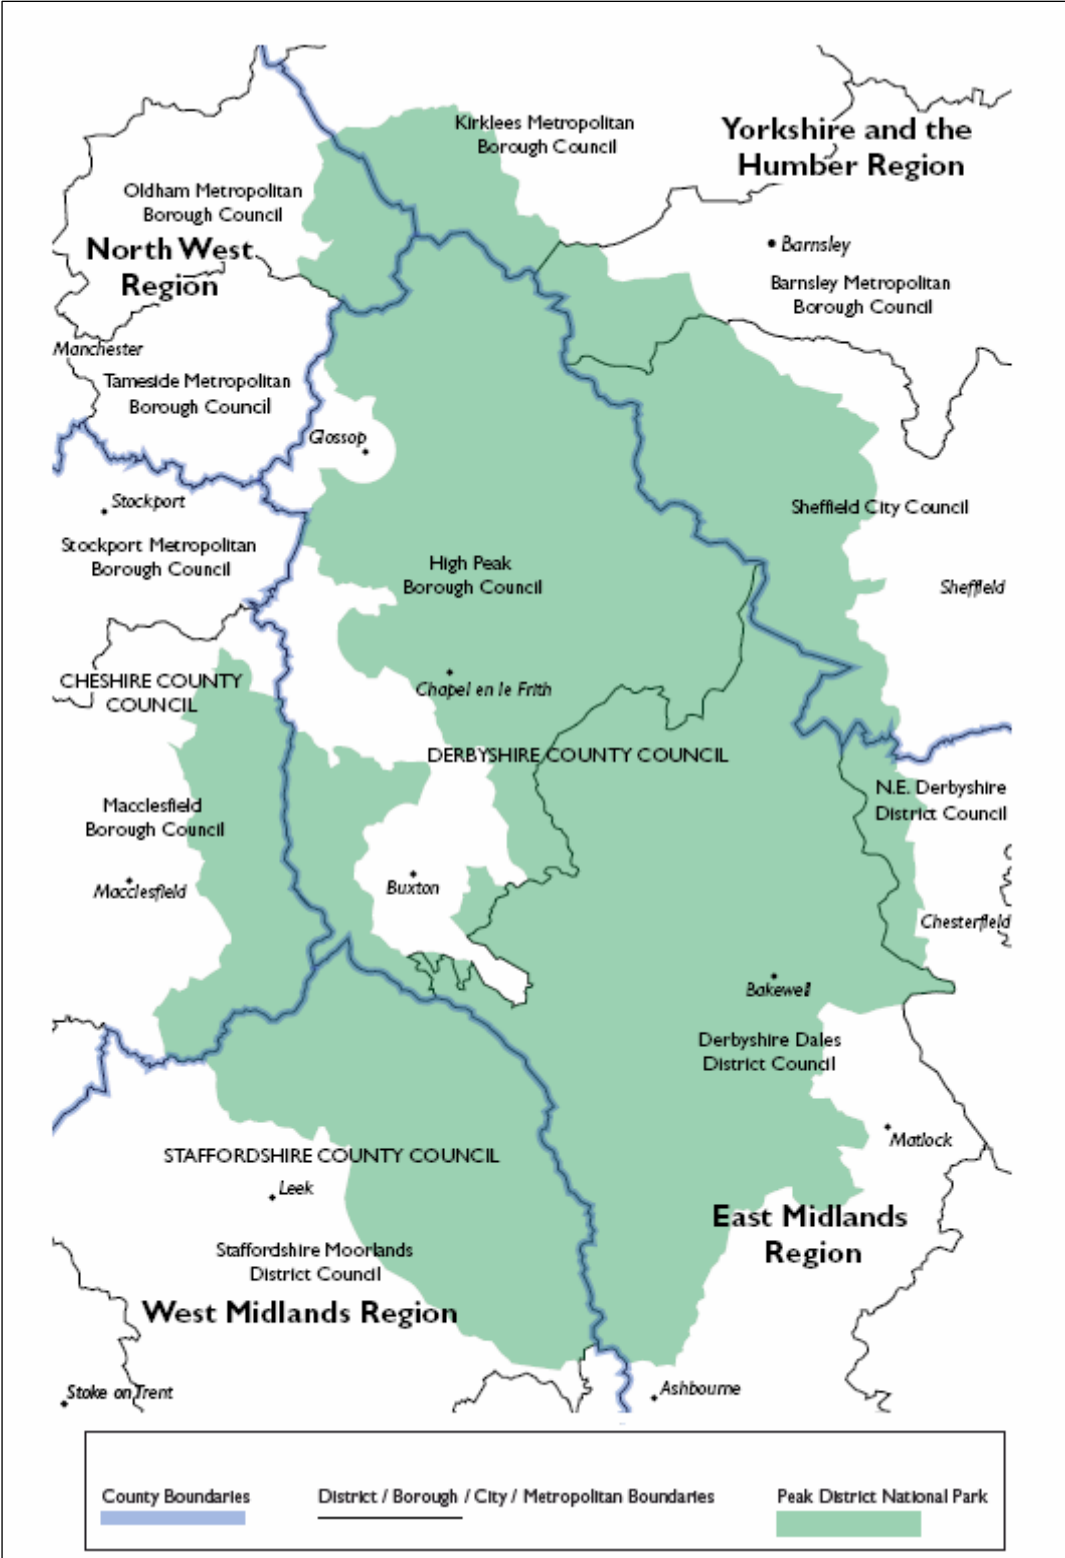 Kirklees Metropolitan
Borough Council
Yorkshire and the
Humber Region
Oldham Metropolitan
Borough Council
North West
Region
Barnsley
Barnsley Metropolitan
Borough Council
Manchester
Tameside Metropolitan
Borough Council
Glossop
Stockport
Sheffield City Council
Stockport Metropolitan
Borough Council
High Peak
Borough Council
Sheffield
CHESHIRE COUNTY
COUNCIL
Chapel en le Frith
DERBYSHIRE COUNTY COUNCIL
N.E. Derbyshire
District Council
Macclesfield
Borough Council
Macclesfield
Buxton
Chesterfield
Bakewell
Derbyshire Dales
District Council
Matlock
STAFFORDSHIRE COUNTY COUNCIL
Leek
East Midlands
Region
Staffordshire Moorlands
District Council
West Midlands Region
Stoke on Trent
Ashbourne
County Boundaries
District / Borough / City / Metropolitan Boundaries
Peak District National Park